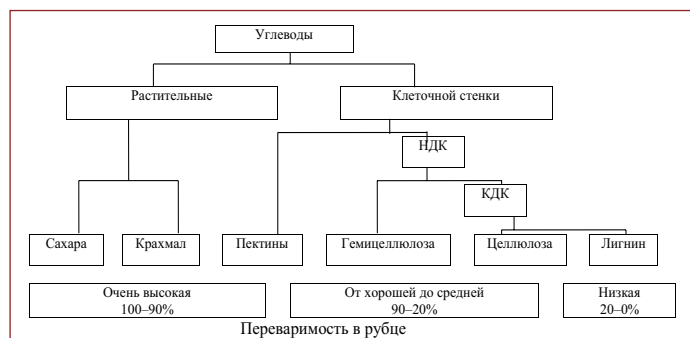 Углеводы
Растительные
Клеточной стенки
НДК
КДК
Сахара
Крахмал
Пектины
Гемицеллюлоза
Целлюлоза
Лигнин
Очень высокая
100–90%
От хорошей до средней
90–20%
Низкая
20–0%
Переваримость в рубце